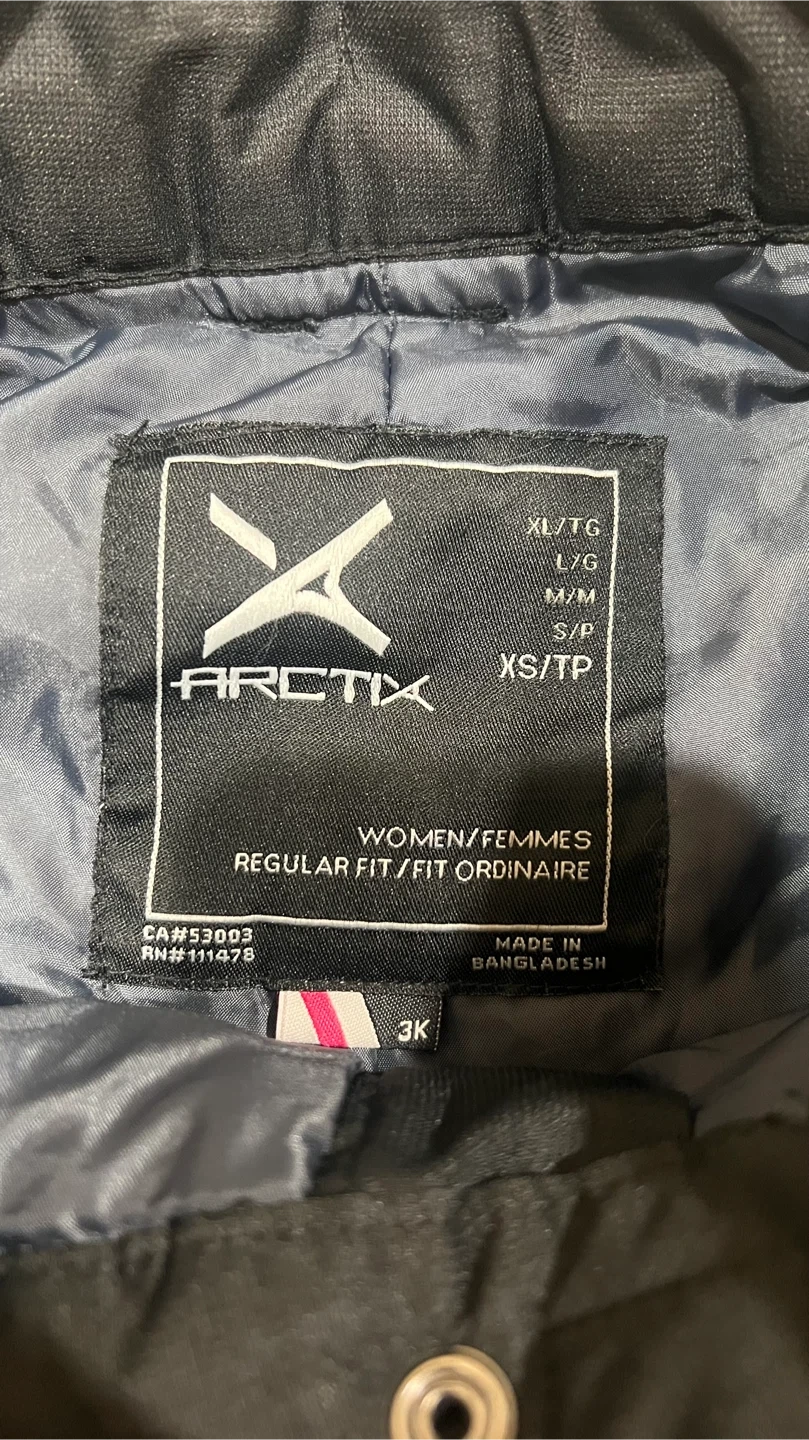 XL/TG
L/G
M/M
S/P
XS/TP
ARCTIX
WOMEN/FEMMES
REGULAR FIT/FIT ORDINAIRE
CA#53003
RN#111478
MADE IN
BANGLADESH
3K